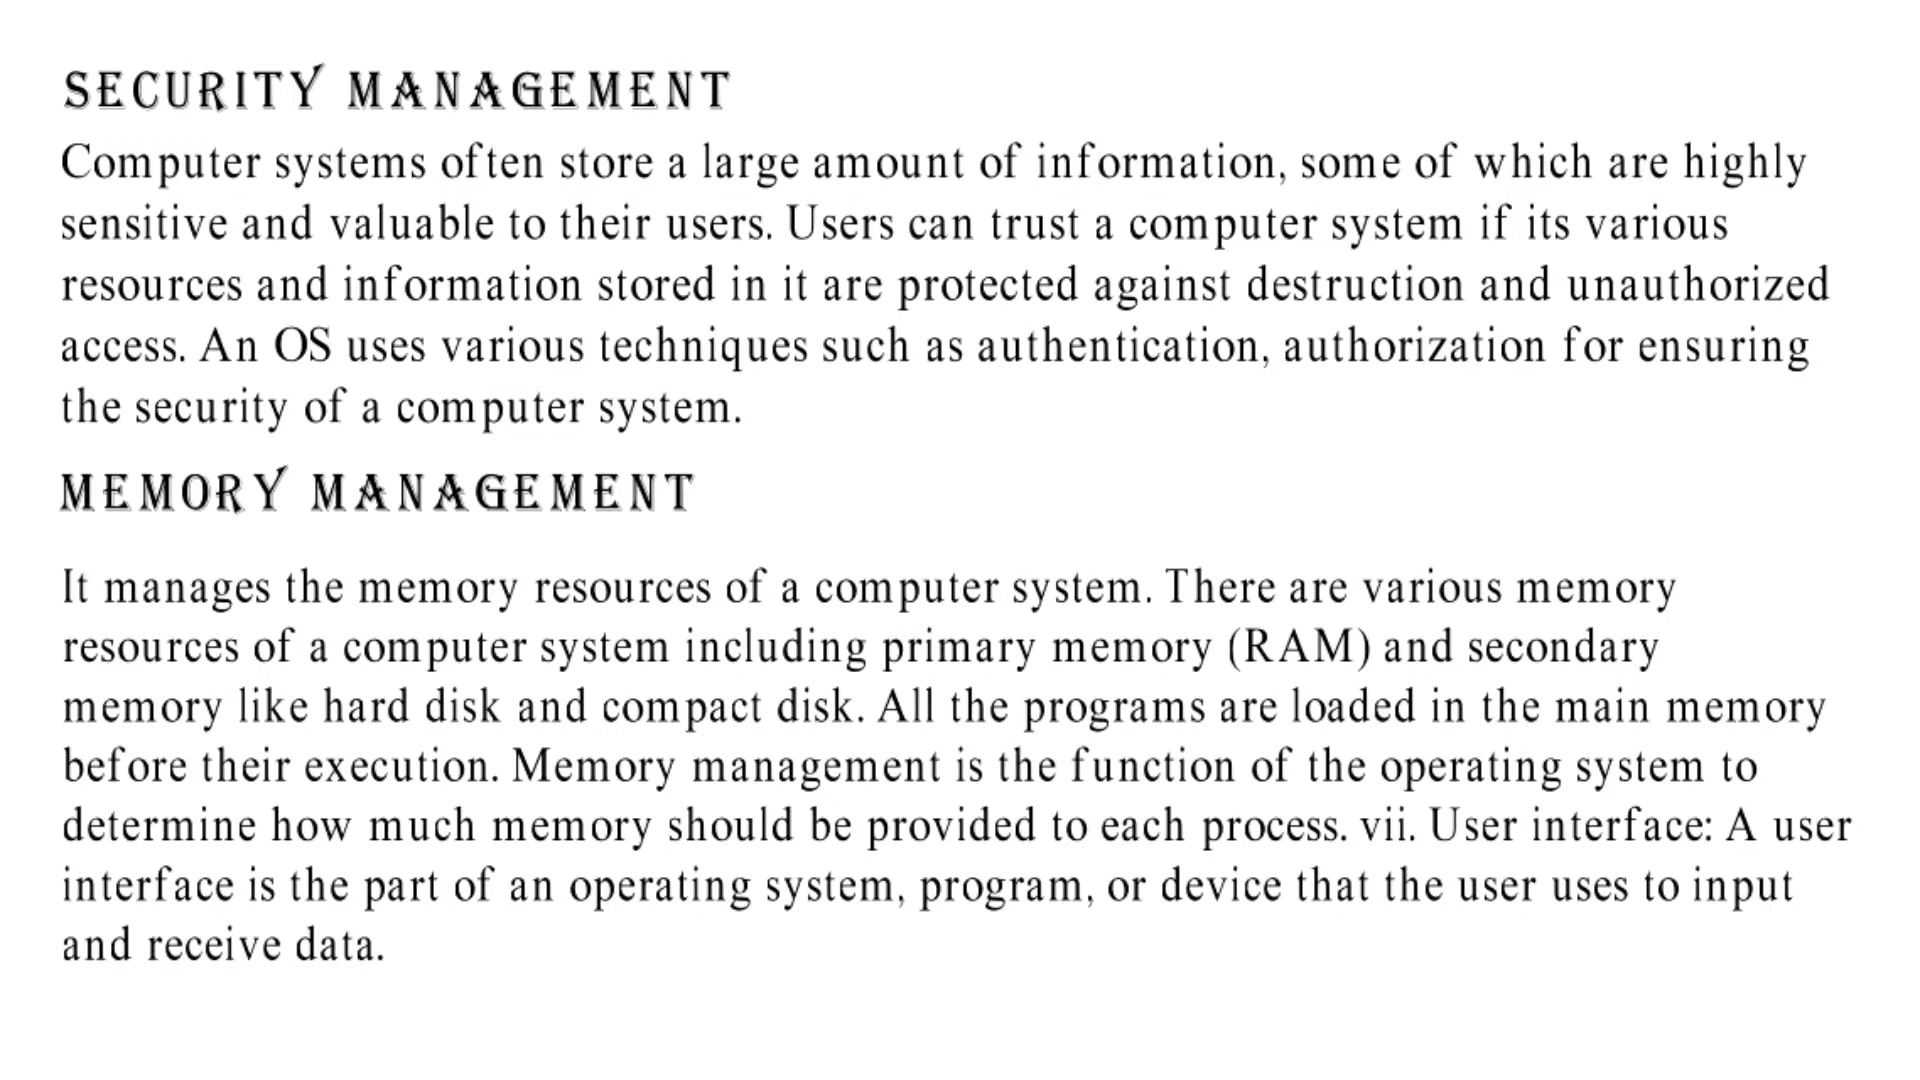 SECURITY MANAGEMENT
Computer systems often store a large amount of information, some of which are highly
sensitive and valuable to their users. Users can trust a computer system if its various
resources and information stored in it are protected against destruction and unauthorized
access. An OS uses various techniques such as authentication, authorization for ensuring
the security of a computer system.
MEMORY MANAGEMENT
It manages the memory resources of a computer system. There are various memory
resources of a computer system including primary memory (RAM) and secondary
memory like hard disk and compact disk. All the programs are loaded in the main memory
before their execution. Memory management is the function of the operating system to
determine how much memory should be provided to each process. vii. User interface: A user
interface is the part of an operating system, program, or device that the user uses to input
and receive data.